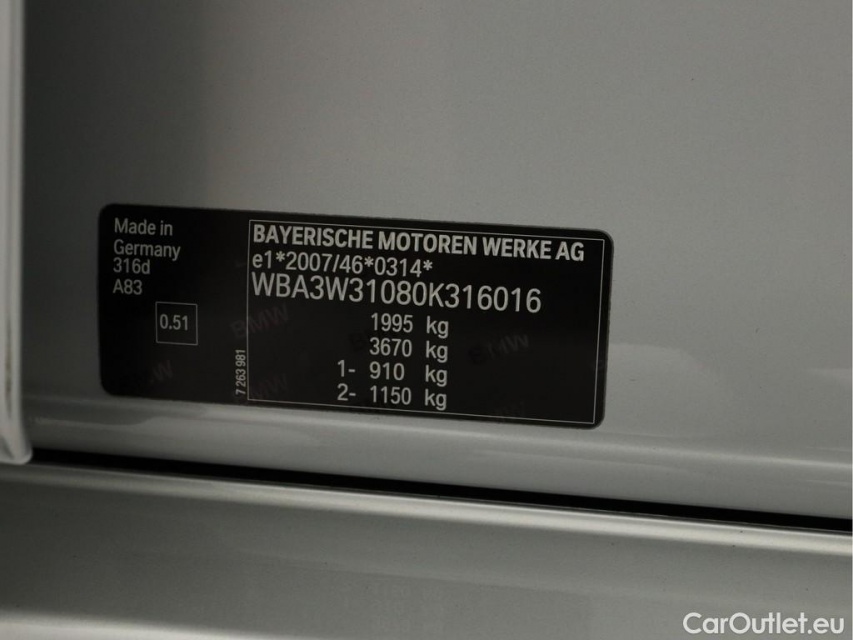 Made in
Germany
316d
A83
0.51
7 263 981
BAYERISCHE MOTOREN WERKE AG
e1*2007/46*0314*
WBA3W31080K316016
1995 kg
3670 kg
1- 910 kg
2- 1150 kg
CarOutlet.eu